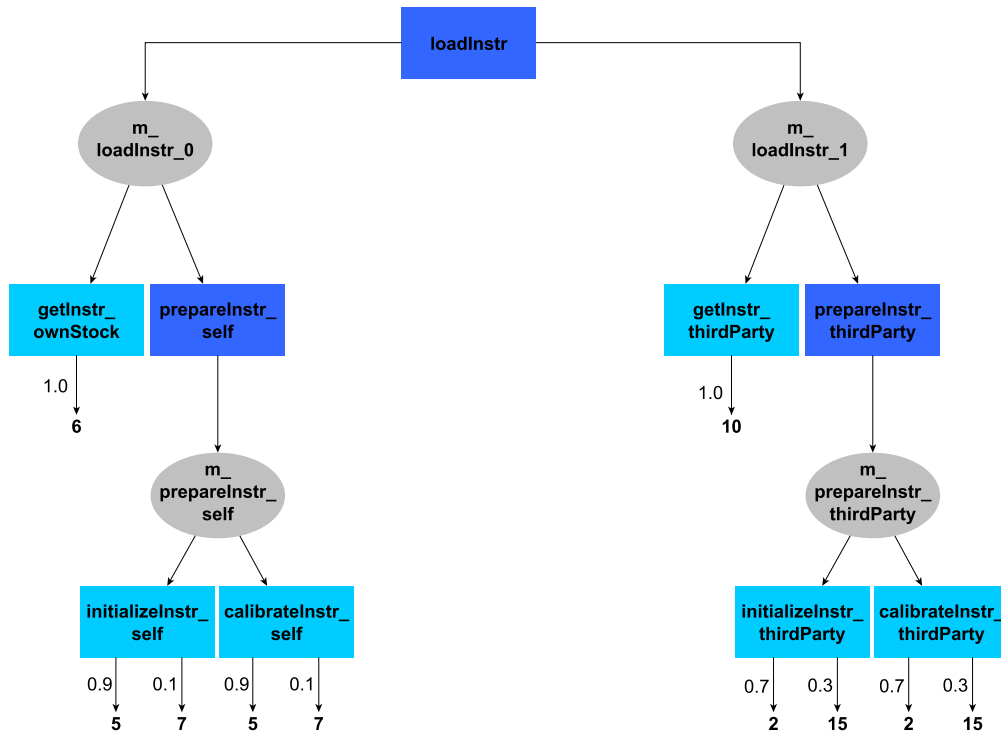 loadInstr
m_
loadInstr_0
m_
loadInstr_1
getInstr_
ownStock
prepareInstr_
self
getInstr_
thirdParty
prepareInstr_
thirdParty
1.0
6
1.0
10
m_
prepareInstr_
self
m_
prepareInstr_
thirdParty
initializeInstr_
self
calibrateInstr_
self
initializeInstr_
thirdParty
calibrateInstr_
thirdParty
0.9
0.1
0.9
0.1
0.7
0.3
0.7
0.3
5
7
5
7
2
15
2
15